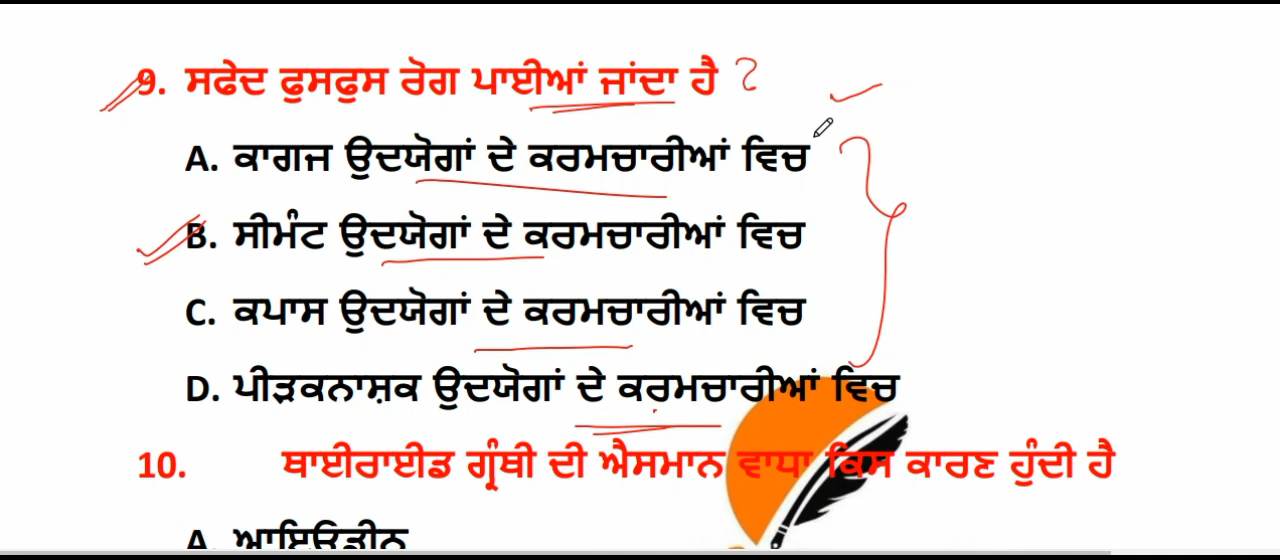 9. ਸਫੇਦ ਫੁਸਫੁਸ ਰੋਗ ਪਾਈਆਂ ਜਾਂਦਾ ਹੈ ?
A. ਕਾਗਜ ਉਦਯੋਗਾਂ ਦੇ ਕਰਮਚਾਰੀਆਂ ਵਿਚ
B. ਸੀਮੰਟ ਉਦਯੋਗਾਂ ਦੇ ਕਰਮਚਾਰੀਆਂ ਵਿਚ
C. ਕਪਾਸ ਉਦਯੋਗਾਂ ਦੇ ਕਰਮਚਾਰੀਆਂ ਵਿਚ
D. ਪੀੜਕਨਾਸ਼ਕ ਉਦਯੋਗਾਂ ਦੇ ਕਰਮਚਾਰੀਆਂ ਵਿਚ
10. ਥਾਈਰਾਈਡ ਗ੍ਰੰਥੀ ਦੀ ਐਸਮਾਨ ਵਾਧਾ ਕਿਸ ਕਾਰਣ ਹੁੰਦੀ ਹੈ
A. ਆਇਓਡੀਨ